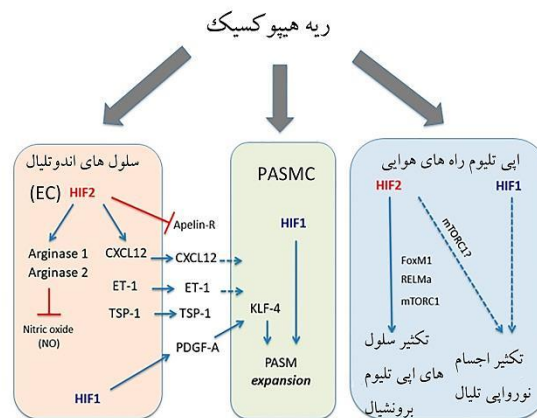 ریه هیپوکسیک
سلول های اندوتلیال
(EC) HIF2
Apelin-R
Arginase 1
Arginase 2
CXCL12
CXCL12
ET-1
ET-1
TSP-1
TSP-1
Nitric oxide
(NO)
PDGF-A
HIF1
PASMC
HIF1
KLF-4
PASM
expansion
اپی تلیوم راه های هوایی
HIF2
HIF1
mTORC1?
FoxM1
RELMa
mTORC1
تکثیر سلول
های اپی تلیوم
برونشیال
تکثیر اجسام
نورواپی تلیال